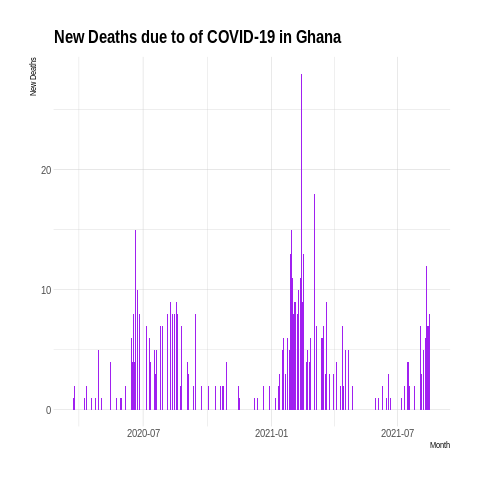 New Deaths due to of COVID-19 in Ghana
New Deaths
20
10
0
2020-07
2021-01
2021-07
Month